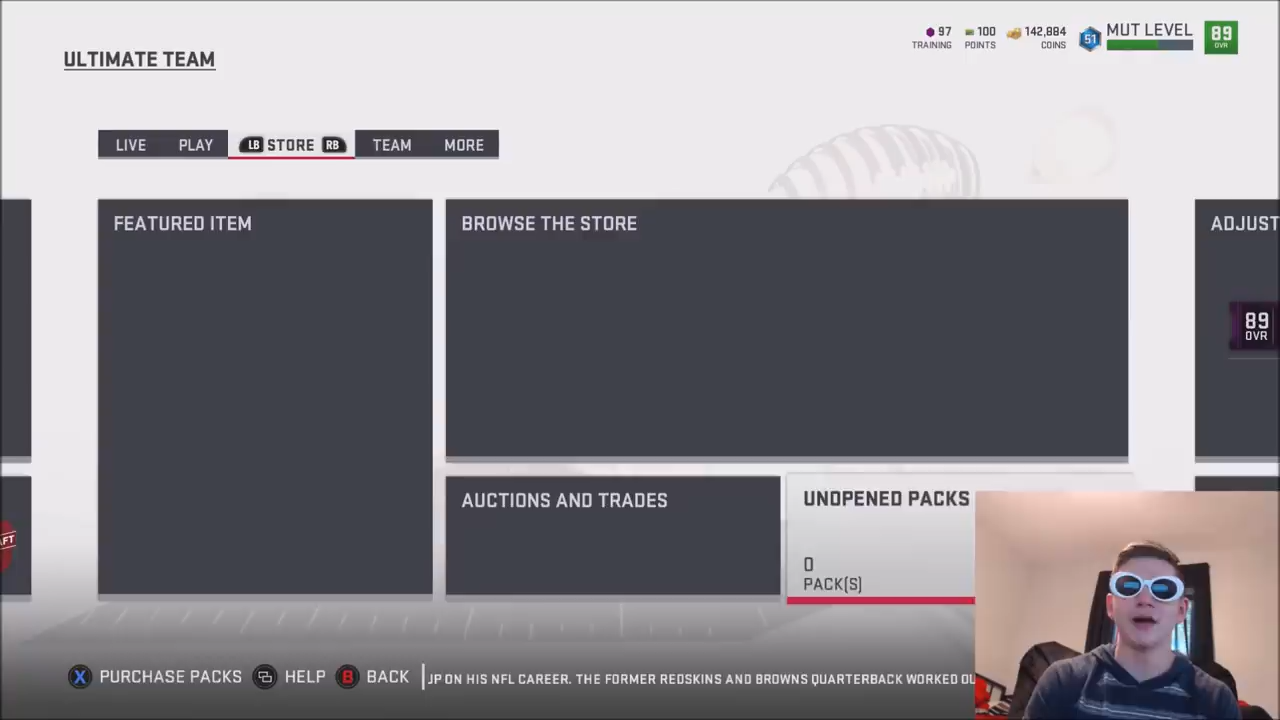 ULTIMATE TEAM
97 TRAINING
100 POINTS
142,884 COINS
51
MUT LEVEL
89 OVR
LIVE PLAY LB STORE RB TEAM MORE
FEATURED ITEM
BROWSE THE STORE
ADJUST
89 OVR
AUCTIONS AND TRADES
UNOPENED PACKS
0
PACK(S)
AFT
X PURCHASE PACKS HELP B BACK
JP ON HIS NFL CAREER. THE FORMER REDSKINS AND BROWNS QUARTERBACK WORKED OU